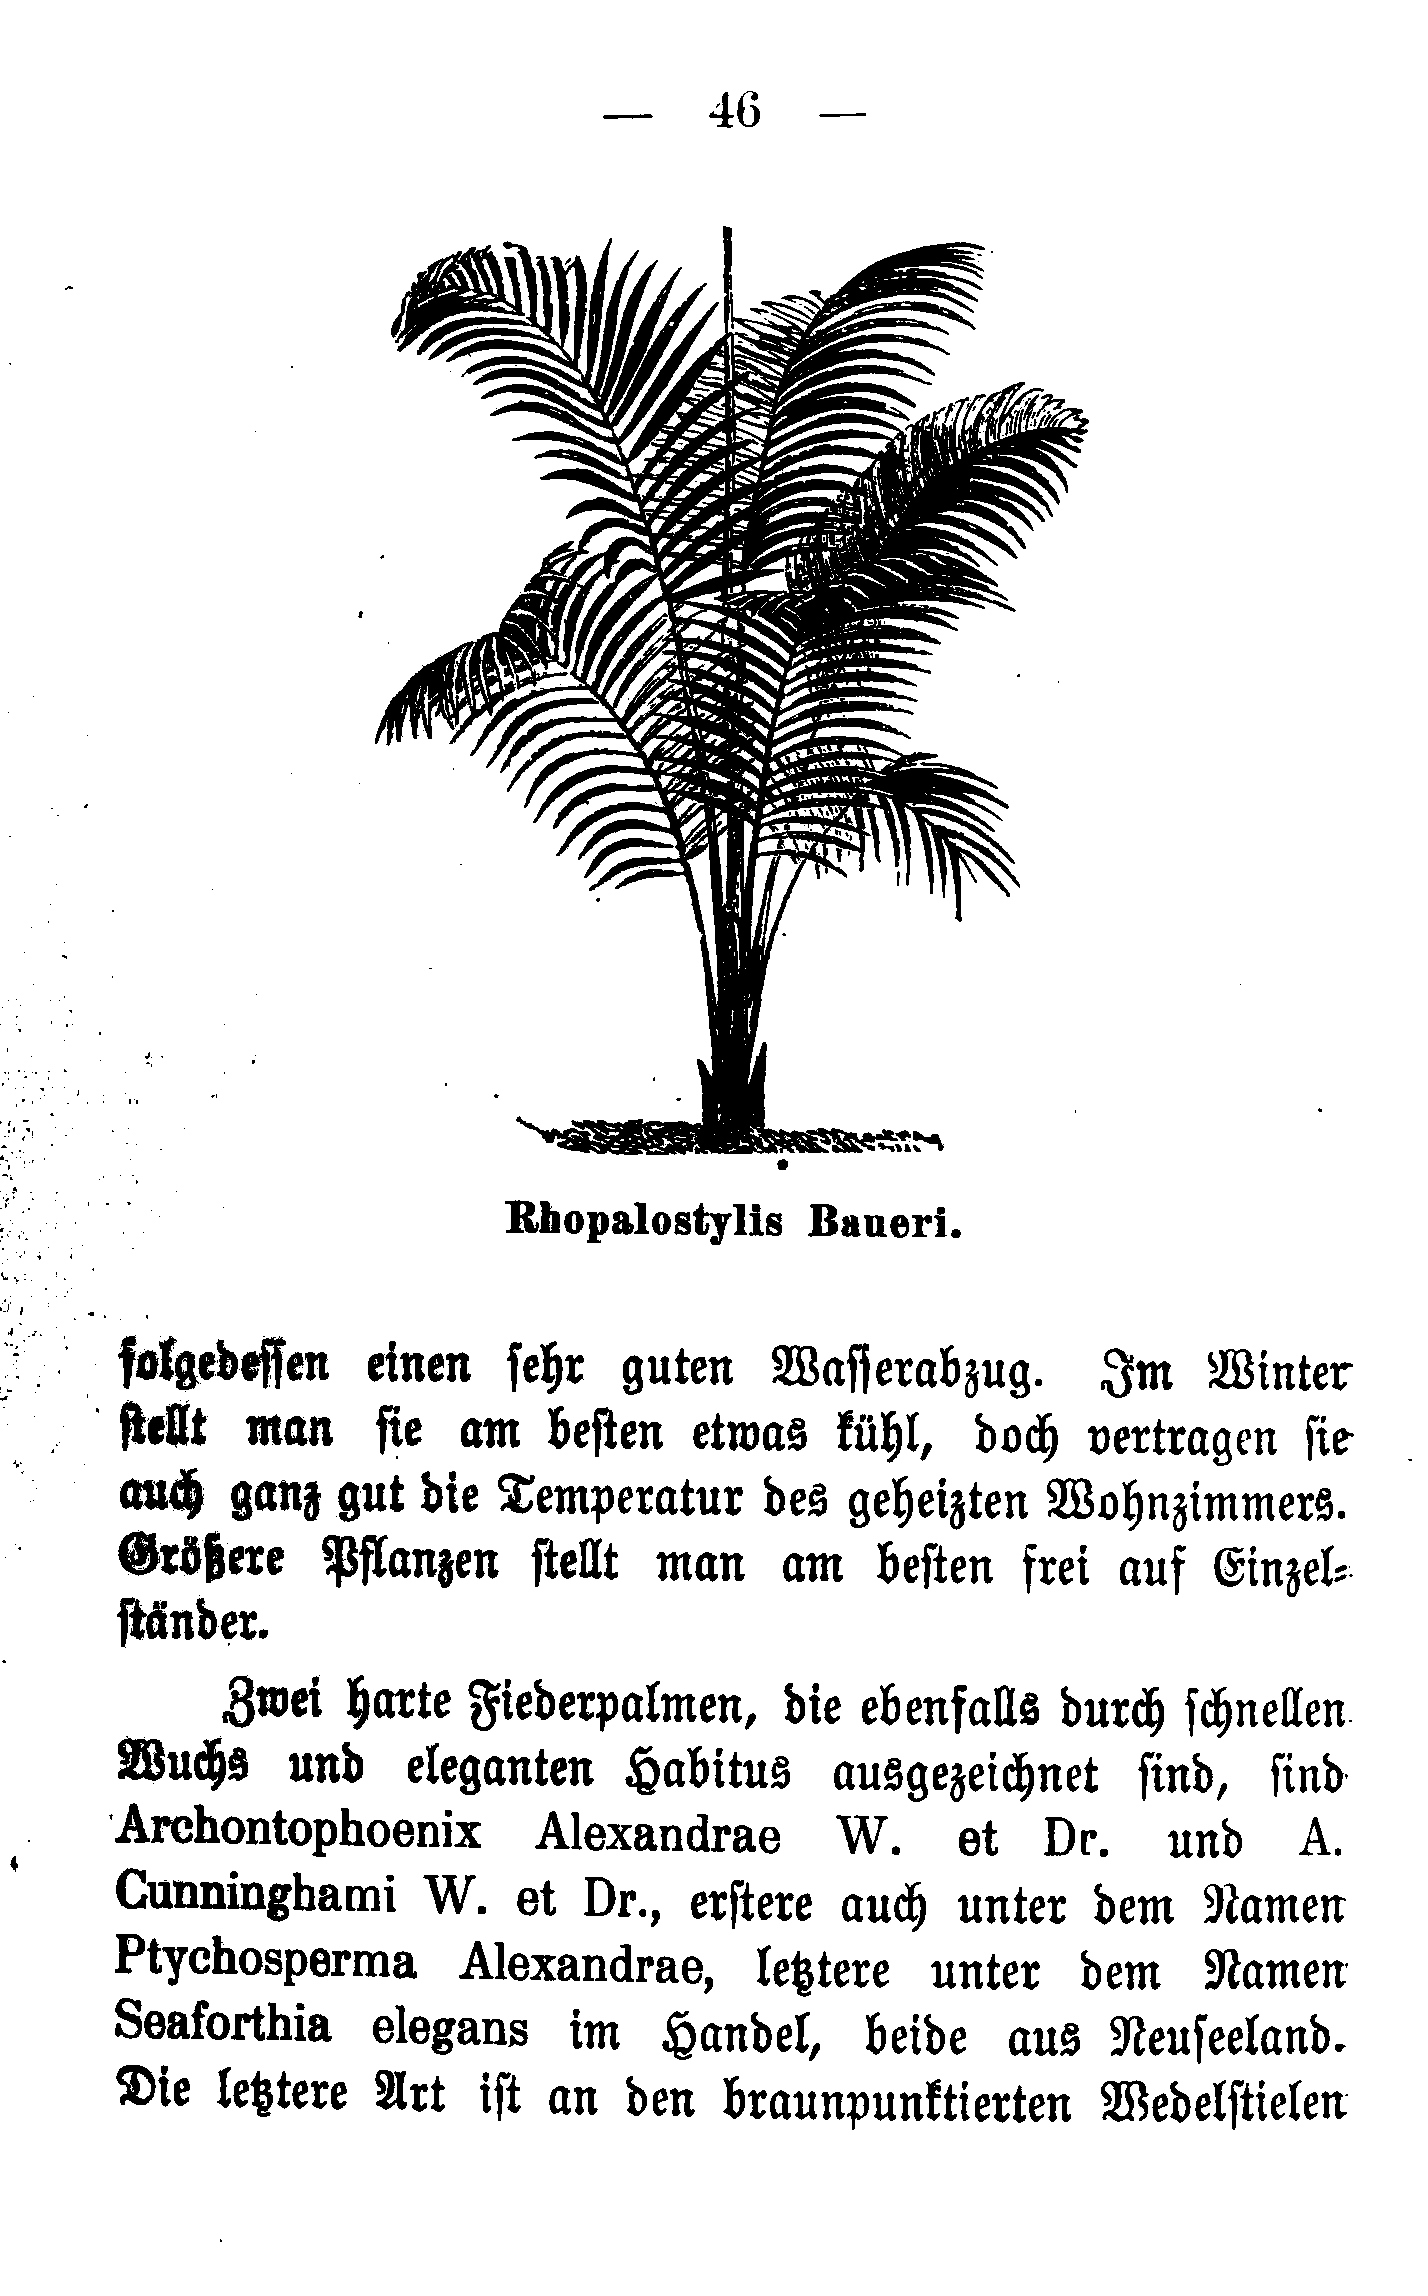 — 46 —
Rhopalostylis Baueri.
folgedessen einen sehr guten Wasserabzug. Im Winter
stellt man sie am besten etwas kühl, doch vertragen sie
auch ganz gut die Temperatur des geheizten Wohnzimmers.
Größere Pflanzen stellt man am besten frei auf Einzel-
ständer.
Zwei harte Fiederpalmen, die ebenfalls durch schnellen
Wuchs und eleganten Habitus ausgezeichnet sind, sind
Archontophoenix Alexandrae W. et Dr. und A.
Cunninghami W. et Dr., erstere auch unter dem Namen
Ptychosperma Alexandrae, letztere unter dem Namen
Seaforthia elegans im Handel, beide aus Neuseeland.
Die letztere Art ist an den braunpunktierten Wedelstielen